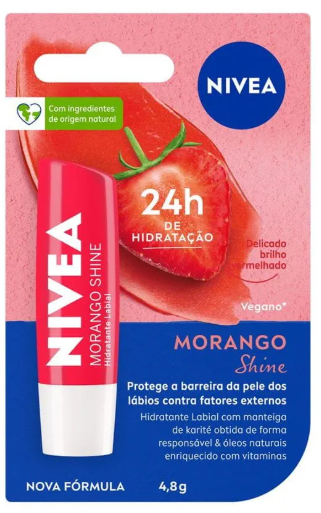 NIVEA
Com ingredientes
de origem natural
24h
DE
HIDRATAÇÃO
Delicado
brilho
vermelhado
Vegano*
NIVEA
MORANGO SHINE
Hidratante Labial
MORANGO
Shine
Protege a barreira da pele dos
lábios contra fatores externos
Hidratante Labial com manteiga
de karité obtida de forma
responsável & óleos naturais
enriquecido com vitaminas
NOVA FÓRMULA
4,8g